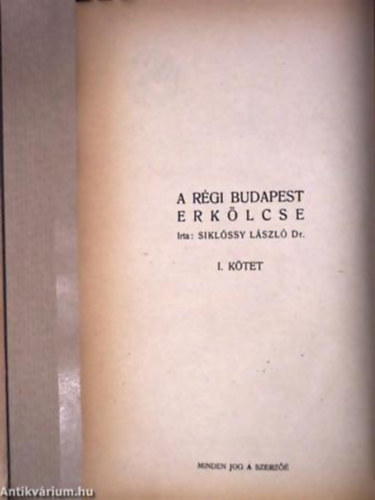 A RÉGI BUDAPEST
ERKÖLCSE
Irta: SIKLÓSSY LÁSZLÓ Dr.
I. KÖTET
MINDEN JOG A SZERZŐÉ
Antikvárium.hu